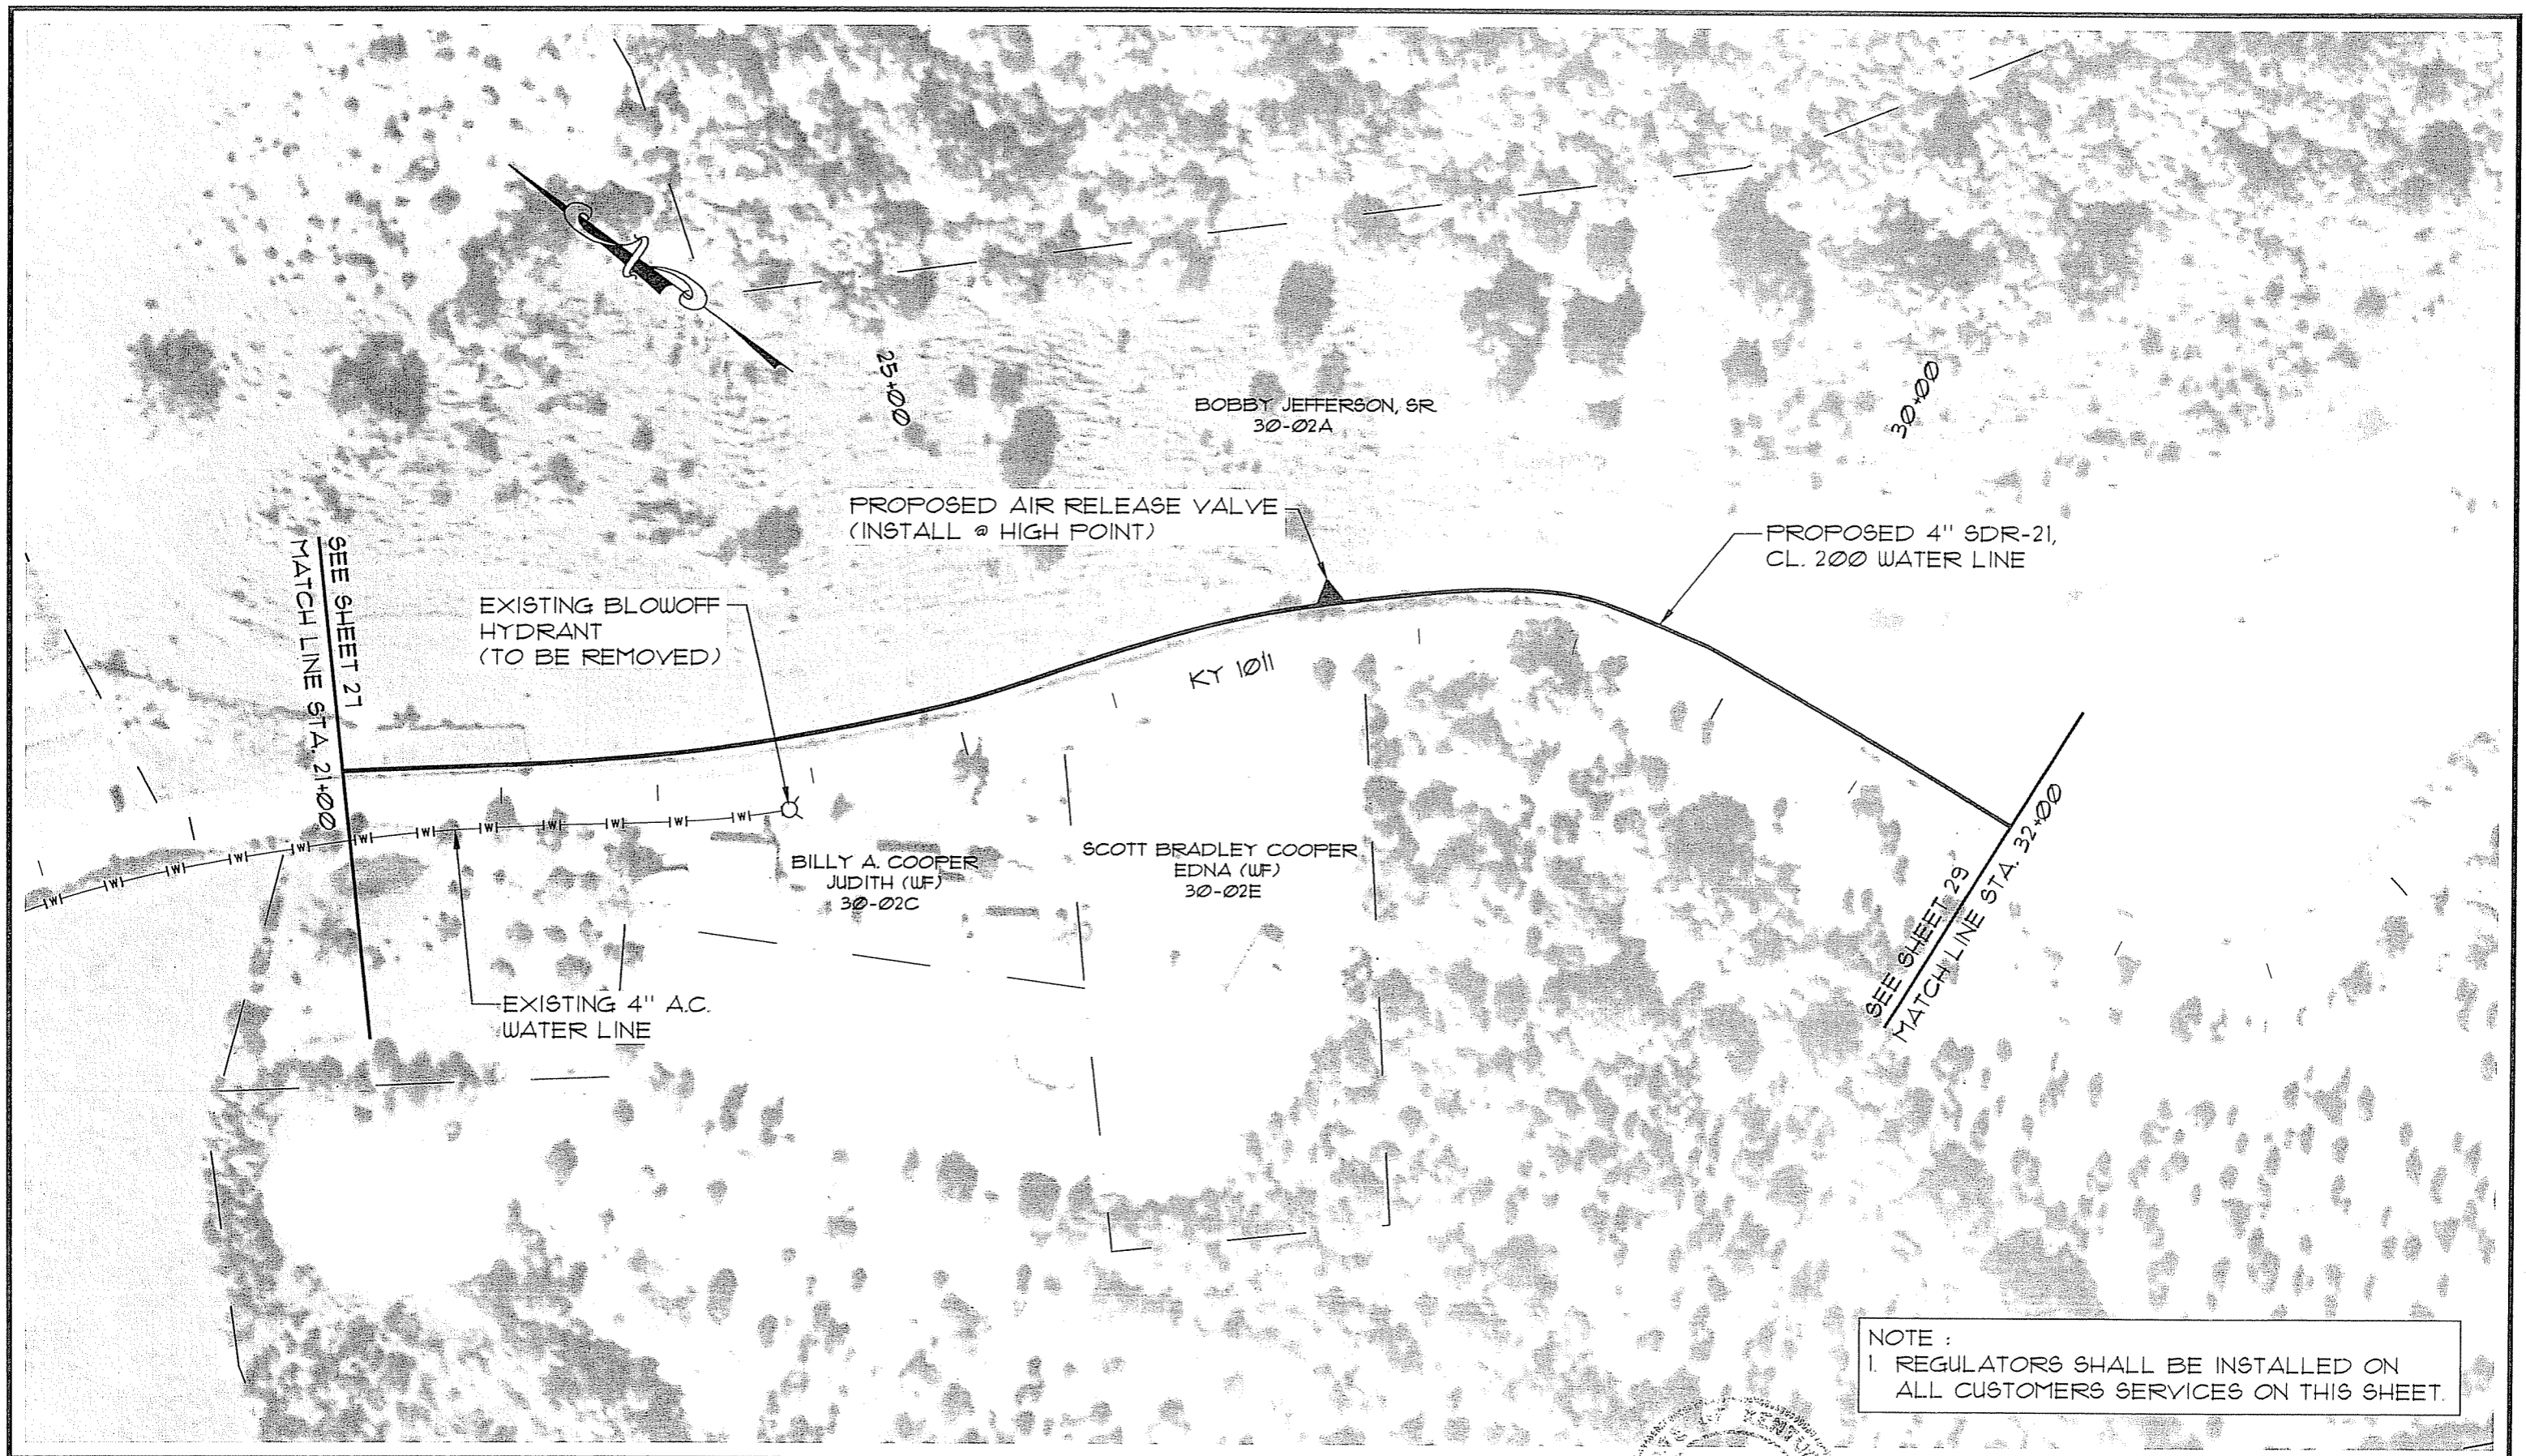 25+00
BOBBY JEFFERSON, SR.
30-02A
30+00
PROPOSED AIR RELEASE VALVE
(INSTALL @ HIGH POINT)
PROPOSED 4" SDR-21,
CL. 200 WATER LINE
SEE SHEET 27
MATCH LINE STA. 21+00
EXISTING BLOWOFF
HYDRANT
(TO BE REMOVED)
KY 1011
BILLY A. COOPER
JUDITH (WF)
30-02C
SCOTT BRADLEY COOPER
EDNA (WF)
30-02E
W W W W W W W W W W W W
EXISTING 4" A.C.
WATER LINE
SEE SHEET 29
MATCH LINE STA. 32+00
NOTE :
1. REGULATORS SHALL BE INSTALLED ON
ALL CUSTOMERS SERVICES ON THIS SHEET.